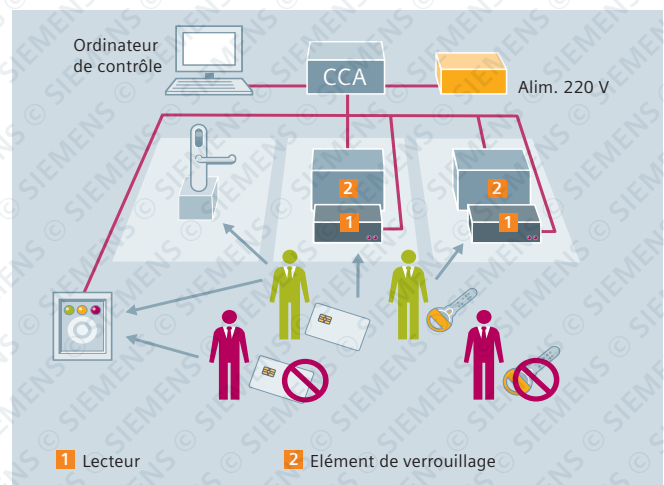 Ordinateur
de contrôle
CCA
Alim. 220 V
2
1
2
1
1 Lecteur
2 Elément de verrouillage
SIEMENS ©